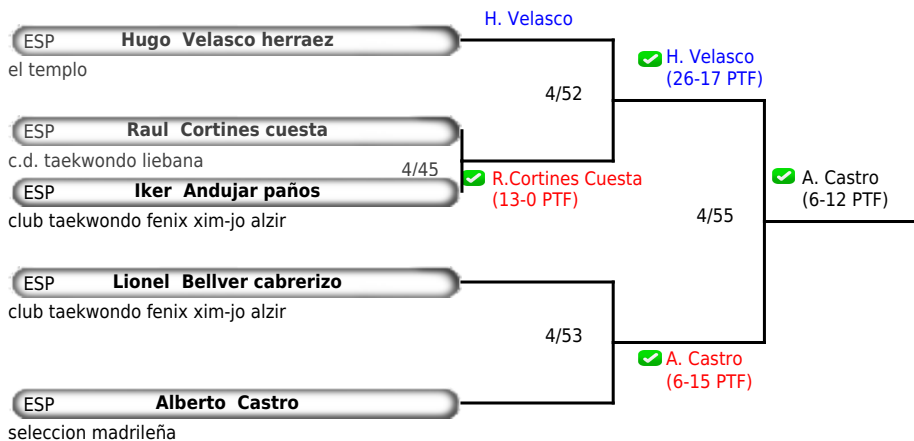 H. Velasco
ESP Hugo Velasco herraez
el templo
H. Velasco
(26-17 PTF)
4/52
ESP Raul Cortines cuesta
c.d. taekwondo liebana
4/45
R.Cortines Cuesta
(13-0 PTF)
ESP Iker Andujar paños
club taekwondo fenix xim-jo alzir
A. Castro
(6-12 PTF)
4/55
ESP Lionel Bellver cabrerizo
club taekwondo fenix xim-jo alzir
4/53
A. Castro
(6-15 PTF)
ESP Alberto Castro
seleccion madrileña